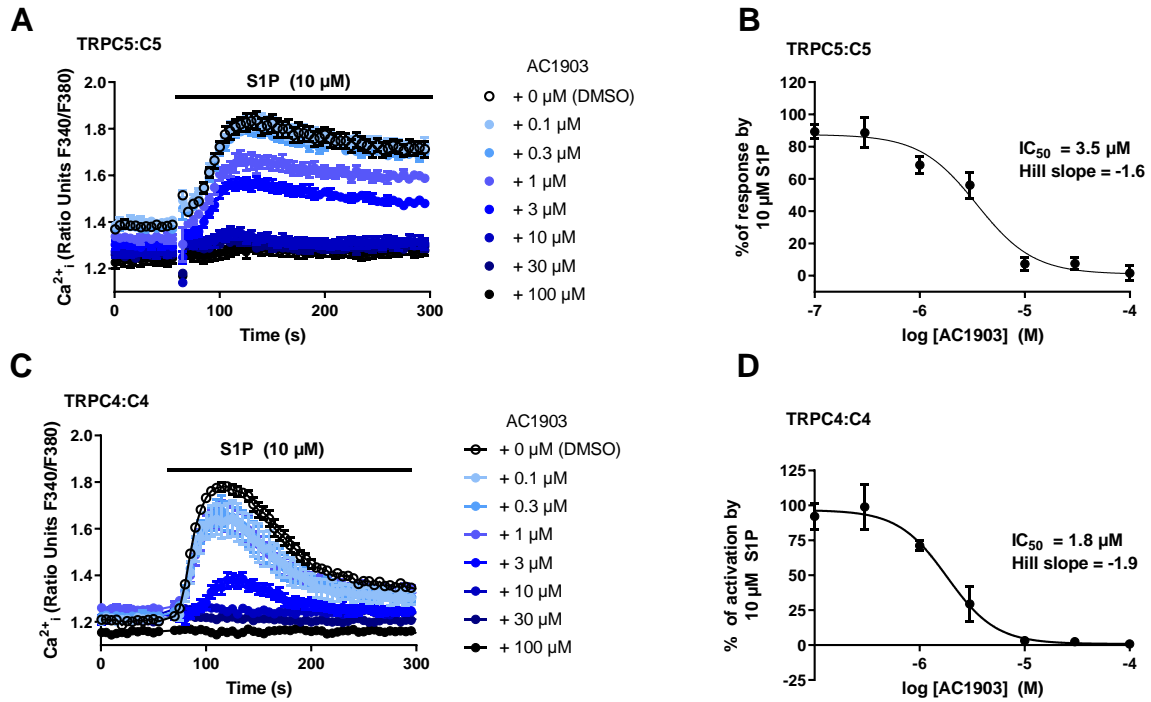 A
TRPC5:C5
S1P (10 µM)
Ca2+i (Ratio Units F340/F380)
2.0
1.8
1.6
1.4
1.2
0
100
200
300
Time (s)
AC1903
+ 0 µM (DMSO)
+ 0.1 µM
+ 0.3 µM
+ 1 µM
+ 3 µM
+ 10 µM
+ 30 µM
+ 100 µM
B
TRPC5:C5
%of response by
10 µM S1P
120
100
80
60
40
20
0
IC50 = 3.5 µM
Hill slope = -1.6
-7
-6
-5
-4
log [AC1903] (M)
C
TRPC4:C4
S1P (10 µM)
Ca2+i (Ratio Units F340/F380)
2.0
1.8
1.6
1.4
1.2
0
100
200
300
Time (s)
AC1903
+ 0 µM (DMSO)
+ 0.1 µM
+ 0.3 µM
+ 1 µM
+ 3 µM
+ 10 µM
+ 30 µM
+ 100 µM
D
TRPC4:C4
% of activation by
10 µM S1P
125
100
75
50
25
0
-25
IC50 = 1.8 µM
Hill slope = -1.9
-6
-5
-4
log [AC1903] (M)